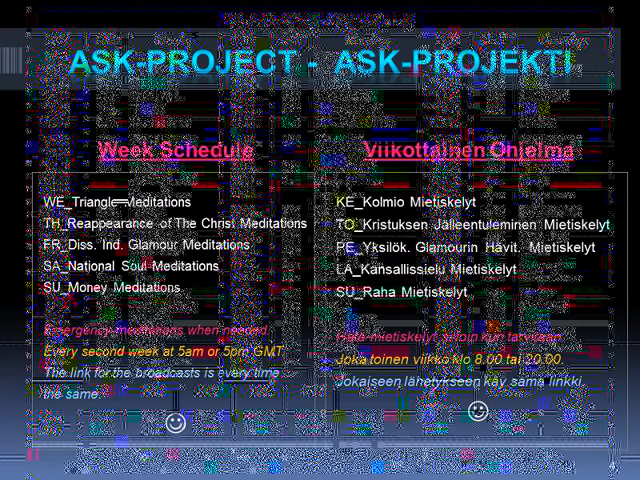 ASK-PROJECT - ASK-PROJEKTI
Week Schedule
WE_Triangle Meditations
TH_Reappearance of The Christ Meditations
FR_Diss. Ind. Glamour Meditations
SA_National Soul Meditations
SU_Money Meditations
Emergency meditations when needed.
Every second week at 5am or 5pm GMT
The link for the broadcasts is every time
the same.
☺
Viikottainen Ohjelma
KE_Kolmio Mietiskelyt
TO_Kristuksen Jälleentuleminen Mietiskelyt
PE_Yksilök. Glamourin Hävit. Mietiskelyt
LA_Kansallissielu Mietiskelyt
SU_Raha Mietiskelyt
Hätä-mietiskelyt silloin kun tarvitaan.
Joka toinen viikko klo 8.00 tai 20.00.
Jokaiseen lähetykseen käy sama linkki.
☺
4